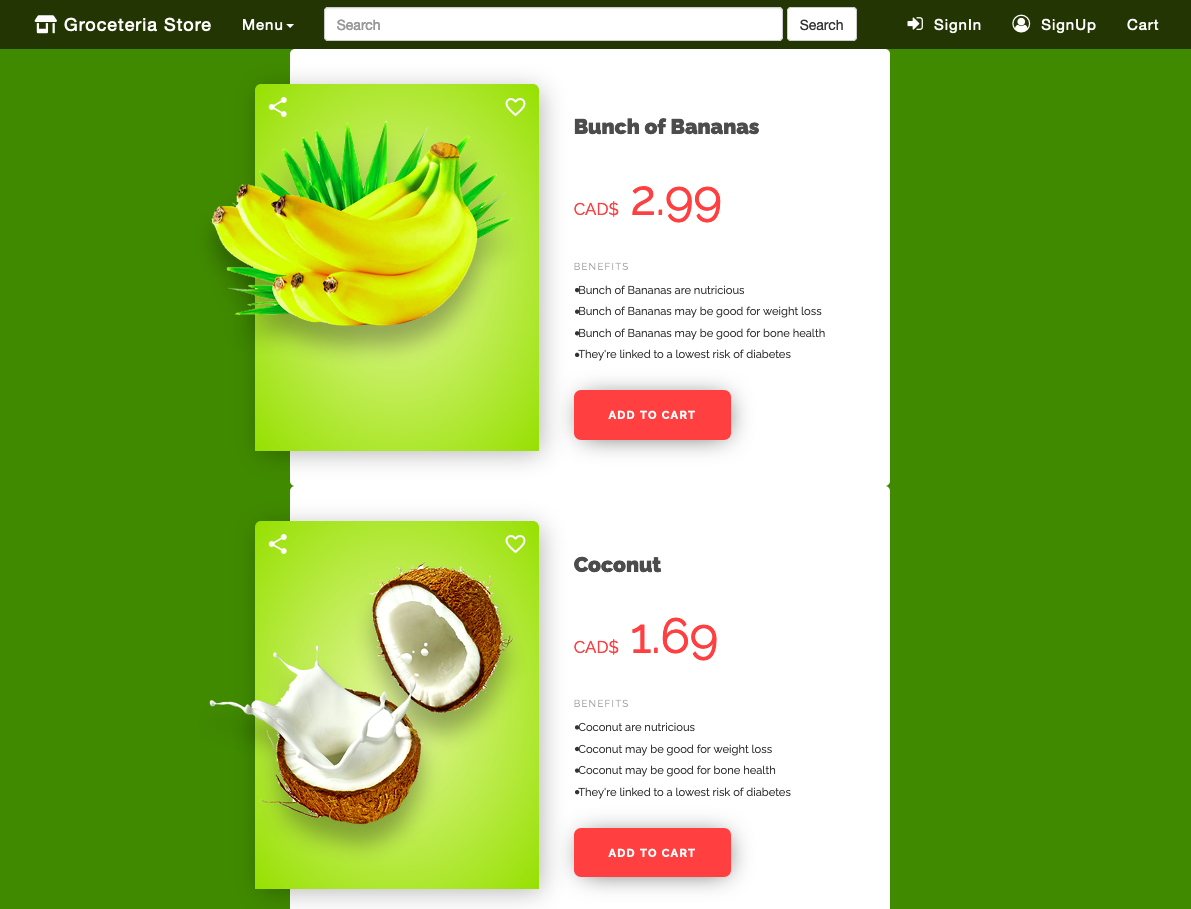 Groceteria Store Menu Search Search SignIn SignUp Cart
Bunch of Bananas
CAD$ 2.99
BENEFITS
•Bunch of Bananas are nutricious
•Bunch of Bananas may be good for weight loss
•Bunch of Bananas may be good for bone health
•They're linked to a lowest risk of diabetes
ADD TO CART
Coconut
CAD$ 1.69
BENEFITS
•Coconut are nutricious
•Coconut may be good for weight loss
•Coconut may be good for bone health
•They're linked to a lowest risk of diabetes
ADD TO CART